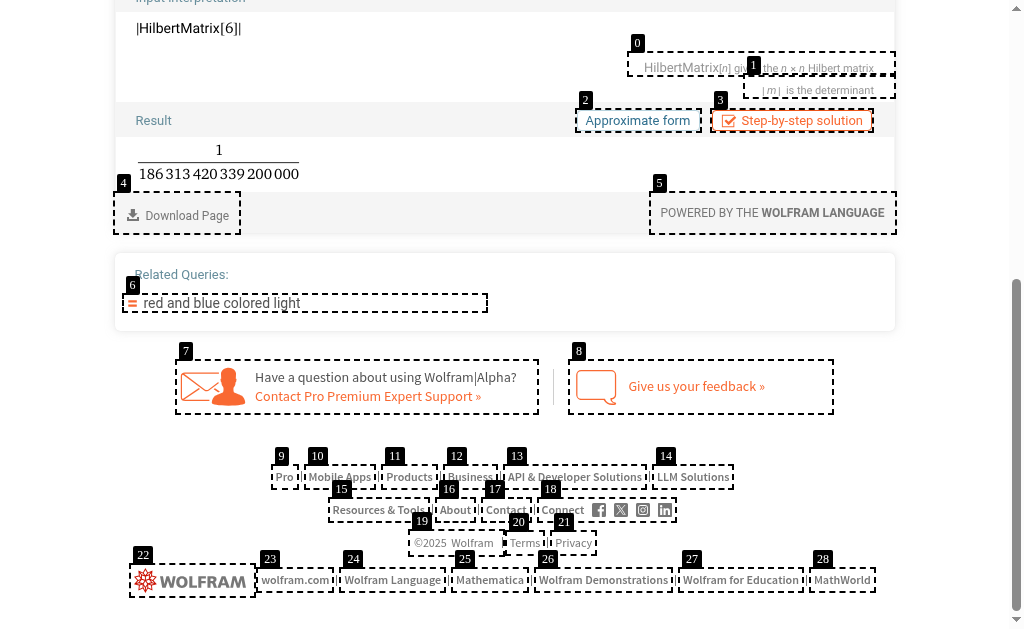 |HilbertMatrix[6]|
0
HilbertMatrix[n] the n × n Hilbert matrix
1
|m| is the determinant
2
3
Result
Approximate form
Step-by-step solution
1
186 313 420 339 200 000
4
5
Download Page
POWERED BY THE WOLFRAM LANGUAGE
Related Queries:
6
= red and blue colored light
7
8
Have a question about using Wolfram|Alpha?
Contact Pro Premium Expert Support »
Give us your feedback »
9
10
11
12
13
14
Pro
Mobile Apps
Products
Business
API & Developer Solutions
LLM Solutions
15
16
17
18
Resources & Tools
About
Contact
Connect
19
20
21
©2025 Wolfram
Terms
Privacy
22
23
24
25
26
27
28
WOLFRAM
wolfram.com
Wolfram Language
Mathematica
Wolfram Demonstrations
Wolfram for Education
MathWorld